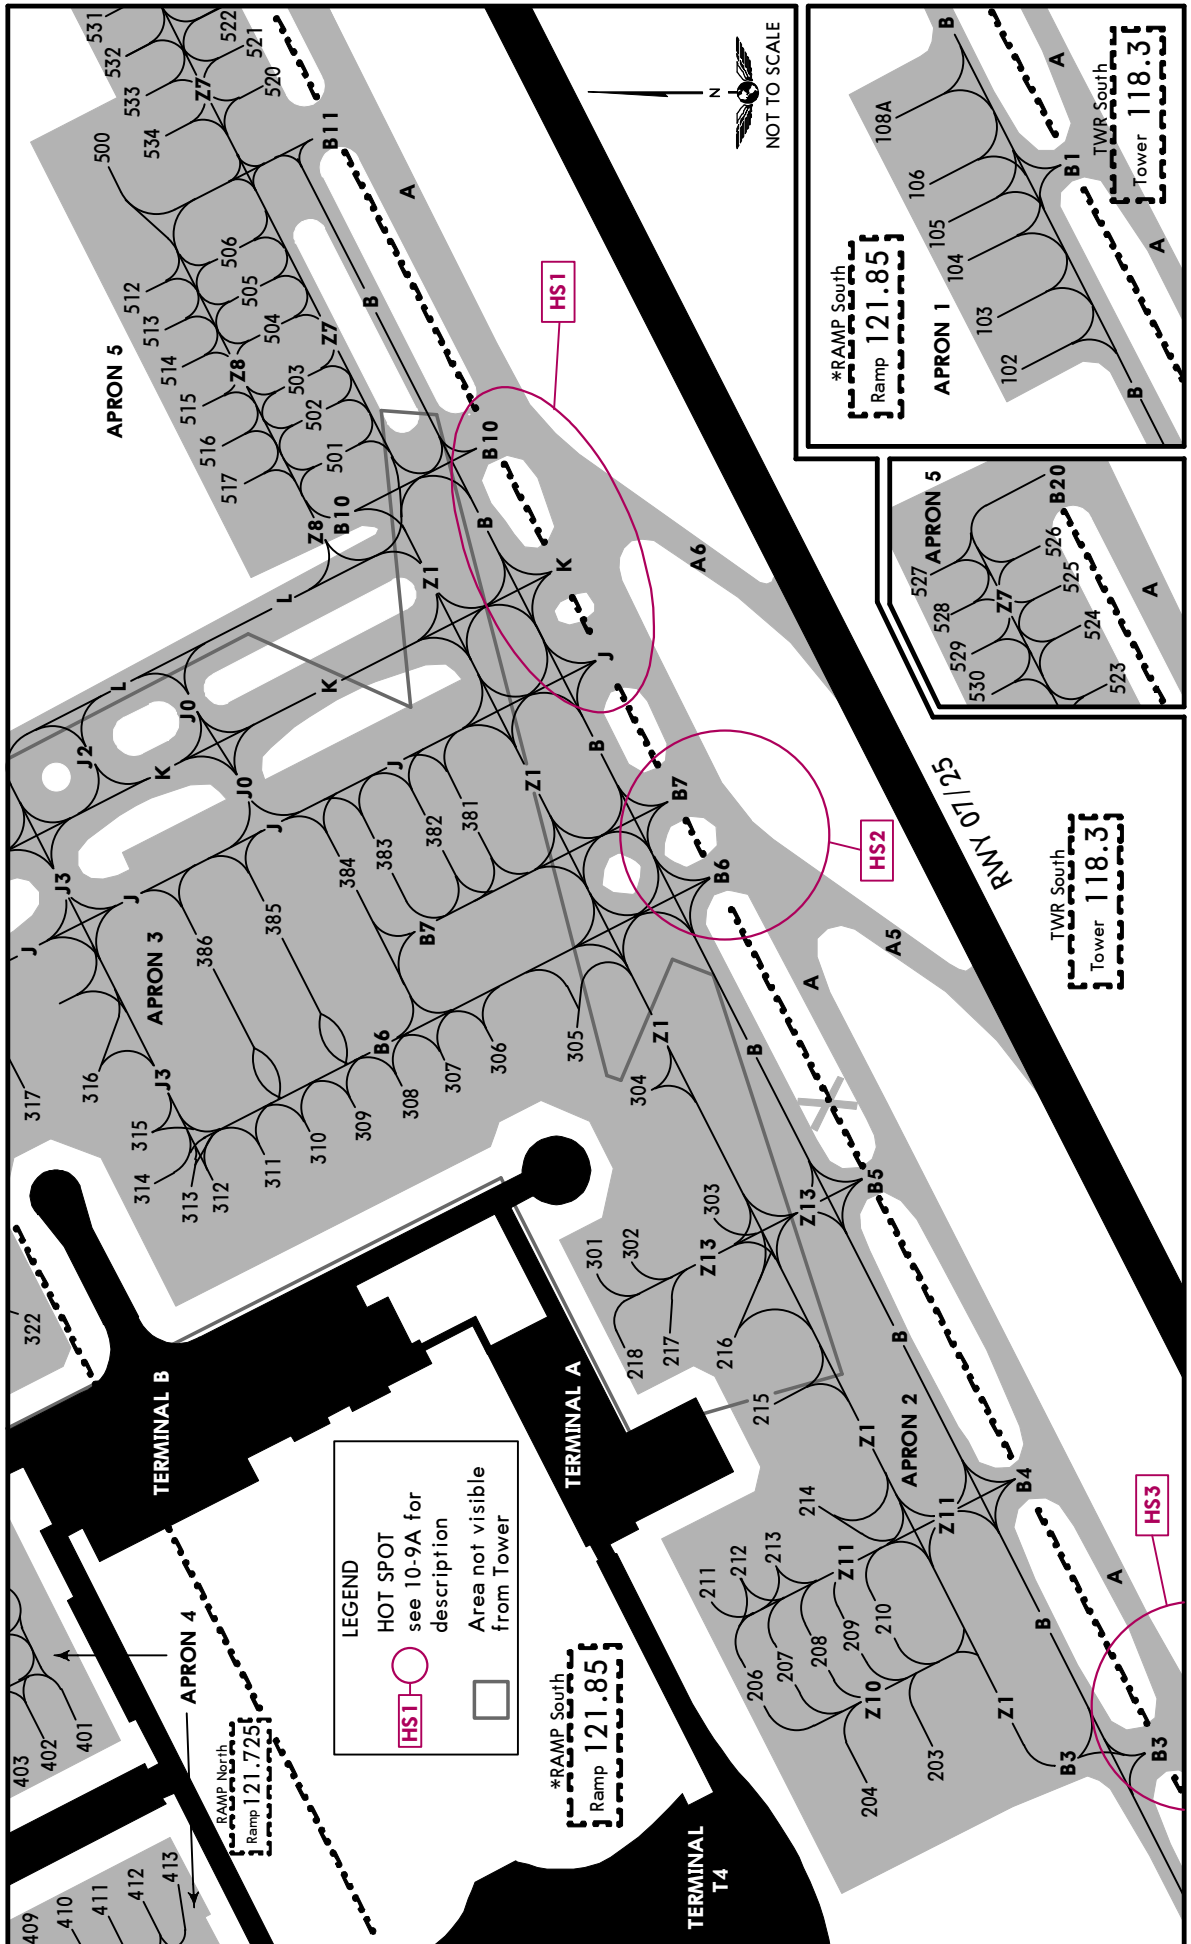 531
532
533
534
522
521
520
Z7
500
B11
A
N
NOT TO SCALE
512
513
514
515
516
517
506
505
504
503
502
501
Z8
Z7
B
APRON 5
HS1
Z8
B10
B10
B
Z1
K
J
A6
L
L
J0
K
J2
K
J0
J
J
J3
J
J
381
382
383
384
385
386
B7
Z1
B
B7
B6
HS2
RWY 07/25
A5
A
APRON 3
317
316
J3
315
314
313
312
311
310
309
308
307
306
305
304
B6
Z1
B
B5
Z13
Z13
303
302
301
218
217
216
215
322
TERMINAL B
TERMINAL A
Z1
APRON 2
B
B4
Z11
Z11
214
213
212
211
206
207
208
209
210
Z10
204
203
Z1
B
B3
B3
A
HS3
LEGEND
HS1
HOT SPOT
see 10-9A for
description
Area not visible
from Tower
APRON 4
403
402
401
RAMP North
Ramp 121.725
409
410
411
412
413
*RAMP South
Ramp 121.85
TERMINAL
T4
TWR South
Tower 118.3
APRON 5
527
528
529
530
Z7
B20
526
525
524
523
A
B
A
108A
106
105
104
103
102
B1
A
B
APRON 1
*RAMP South
Ramp 121.85
TWR South
Tower 118.3